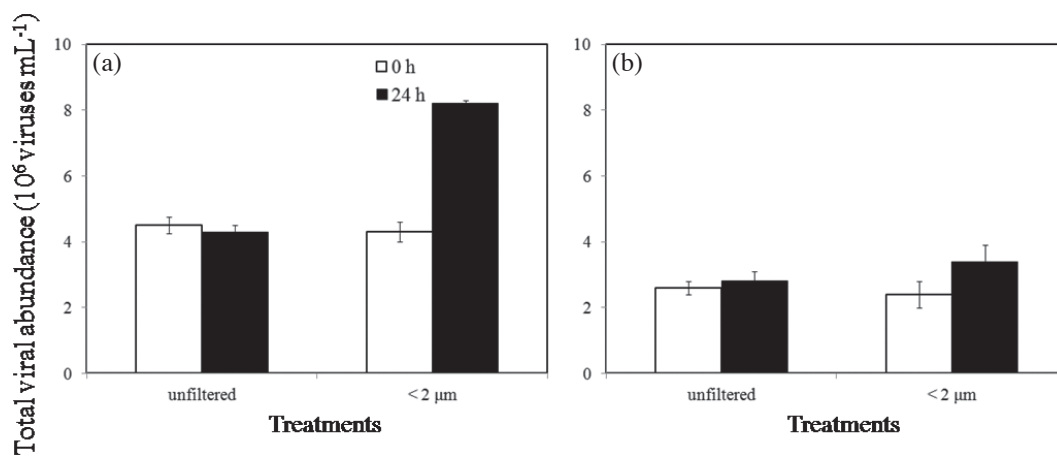 Total viral abundance (10⁶ viruses mL⁻¹)
(a)
0 h
24 h
10
8
6
4
2
0
unfiltered
< 2 µm
Treatments
(b)
10
8
6
4
2
0
unfiltered
< 2 µm
Treatments